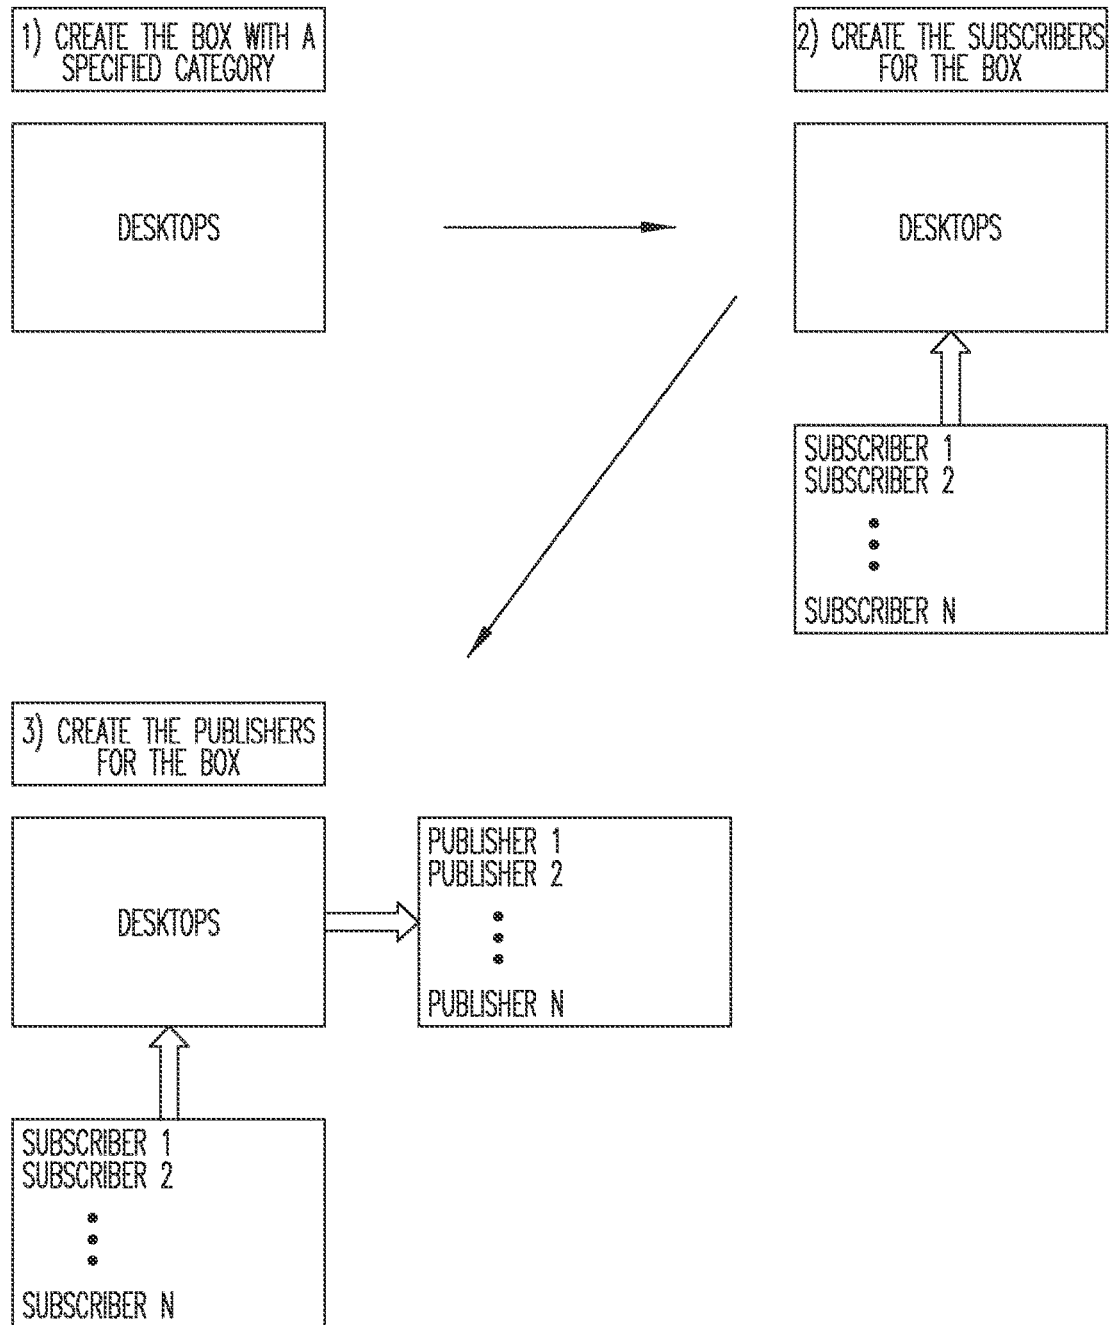 1) CREATE THE BOX WITH A
SPECIFIED CATEGORY
DESKTOPS
2) CREATE THE SUBSCRIBERS
FOR THE BOX
DESKTOPS
SUBSCRIBER 1
SUBSCRIBER 2
SUBSCRIBER N
3) CREATE THE PUBLISHERS
FOR THE BOX
DESKTOPS
PUBLISHER 1
PUBLISHER 2
PUBLISHER N
SUBSCRIBER 1
SUBSCRIBER 2
SUBSCRIBER N